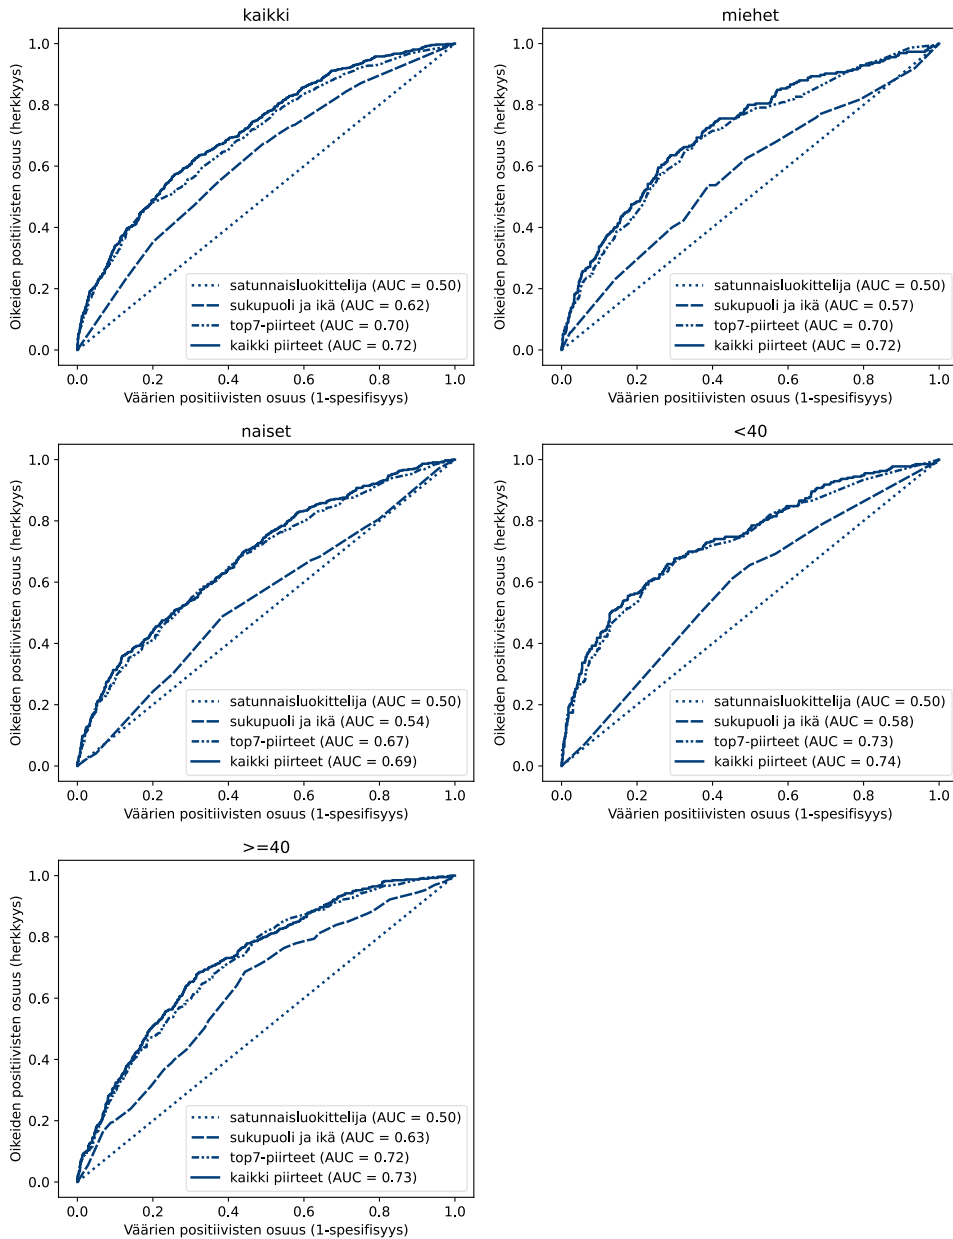 kaikki
Oikeiden positiivisten osuus (herkkyys)
1.0
0.8
0.6
0.4
0.2
0.0
satunnaisluokittelija (AUC = 0.50)
sukupuoli ja ikä (AUC = 0.62)
top7-piirteet (AUC = 0.70)
kaikki piirteet (AUC = 0.72)
0.0 0.2 0.4 0.6 0.8 1.0
Väärien positiivisten osuus (1-spesifisyys)
miehet
Oikeiden positiivisten osuus (herkkyys)
1.0
0.8
0.6
0.4
0.2
0.0
satunnaisluokittelija (AUC = 0.50)
sukupuoli ja ikä (AUC = 0.57)
top7-piirteet (AUC = 0.70)
kaikki piirteet (AUC = 0.72)
0.0 0.2 0.4 0.6 0.8 1.0
Väärien positiivisten osuus (1-spesifisyys)
naiset
Oikeiden positiivisten osuus (herkkyys)
1.0
0.8
0.6
0.4
0.2
0.0
satunnaisluokittelija (AUC = 0.50)
sukupuoli ja ikä (AUC = 0.54)
top7-piirteet (AUC = 0.67)
kaikki piirteet (AUC = 0.69)
0.0 0.2 0.4 0.6 0.8 1.0
Väärien positiivisten osuus (1-spesifisyys)
<40
Oikeiden positiivisten osuus (herkkyys)
1.0
0.8
0.6
0.4
0.2
0.0
satunnaisluokittelija (AUC = 0.50)
sukupuoli ja ikä (AUC = 0.58)
top7-piirteet (AUC = 0.73)
kaikki piirteet (AUC = 0.74)
0.0 0.2 0.4 0.6 0.8 1.0
Väärien positiivisten osuus (1-spesifisyys)
>=40
Oikeiden positiivisten osuus (herkkyys)
1.0
0.8
0.6
0.4
0.2
0.0
satunnaisluokittelija (AUC = 0.50)
sukupuoli ja ikä (AUC = 0.63)
top7-piirteet (AUC = 0.72)
kaikki piirteet (AUC = 0.73)
0.0 0.2 0.4 0.6 0.8 1.0
Väärien positiivisten osuus (1-spesifisyys)